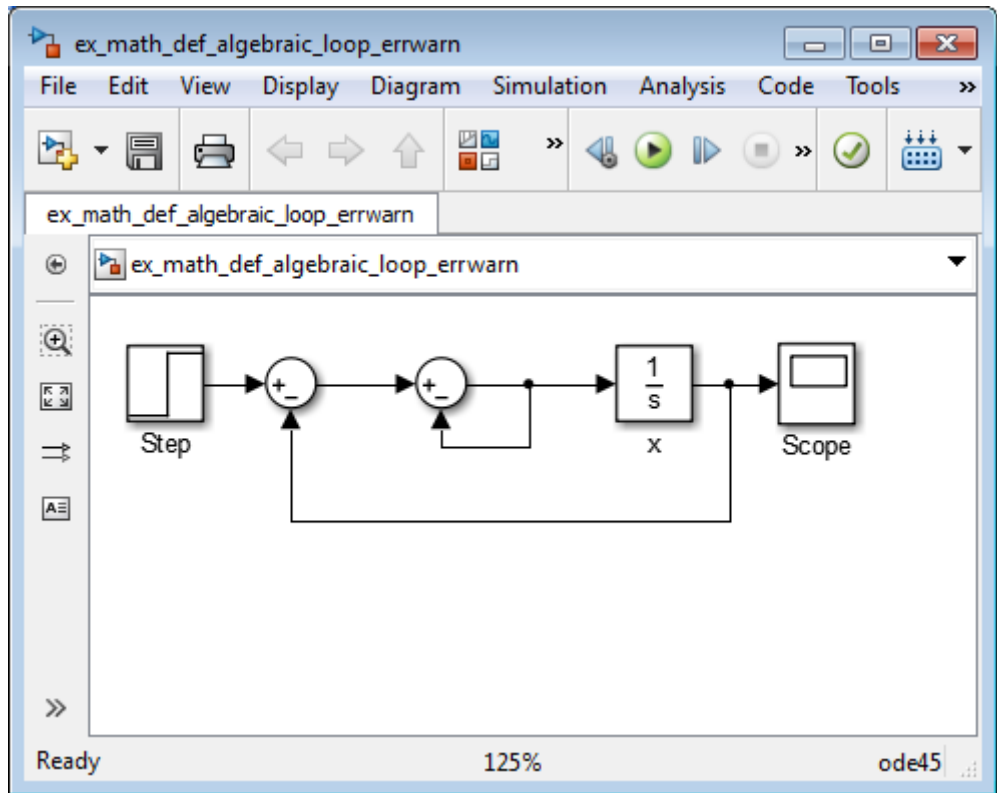 ex_math_def_algebraic_loop_errwarn
File Edit View Display Diagram Simulation Analysis Code Tools »
» »
ex_math_def_algebraic_loop_errwarn
ex_math_def_algebraic_loop_errwarn
+ − + − 1
s
Step x Scope
A
»
Ready 125% ode45